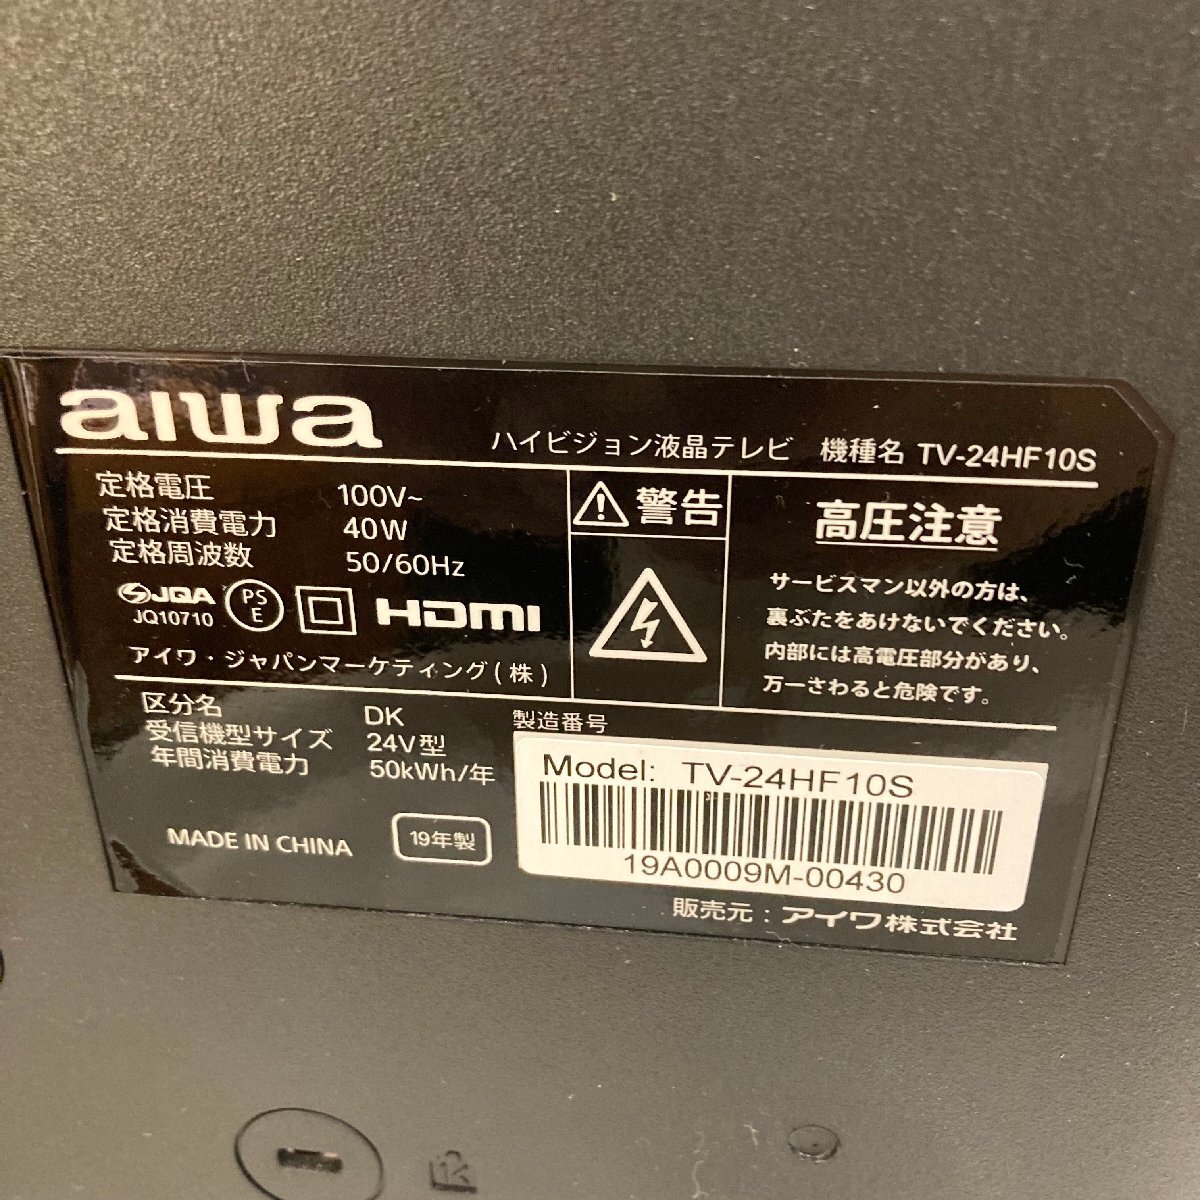 aiwa
ハイビジョン液晶テレビ 機種名 TV-24HF10S
定格電圧 100V~
定格消費電力 40W
定格周波数 50/60Hz
JQA
JQ10710
PS
E
HDMI
アイワ・ジャパンマーケティング(株)
警告
高圧注意
サービスマン以外の方は、
裏ぶたをあけないでください。
内部には高電圧部分があり、
万一さわると危険です。
区分名 DK
受信機型サイズ 24V型
年間消費電力 50kWh/年
MADE IN CHINA
19年製
製造番号
Model: TV-24HF10S
19A0009M-00430
販売元：アイワ株式会社